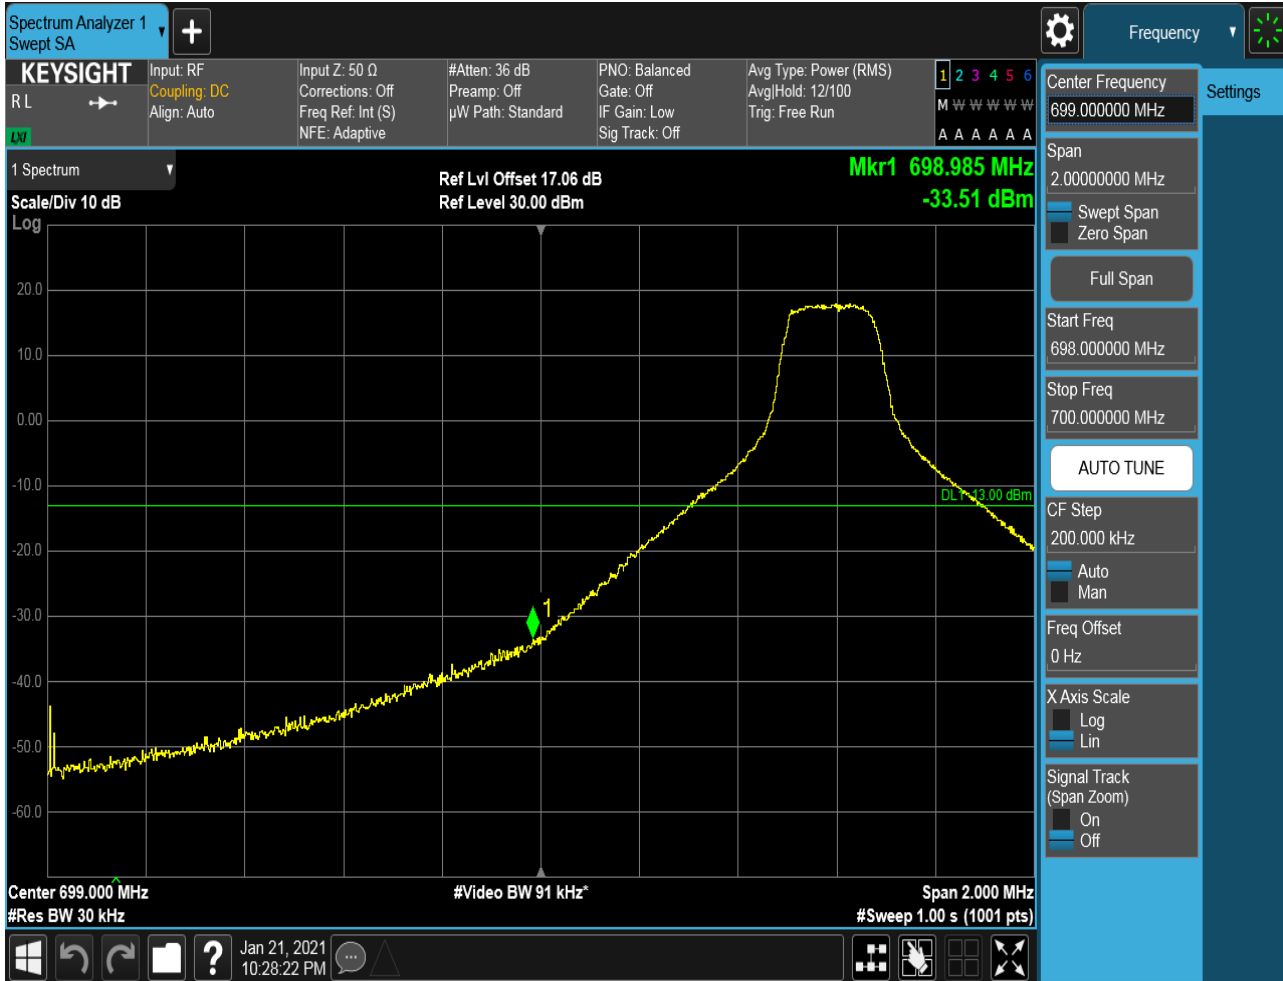 Spectrum Analyzer 1
Swept SA
Frequency
KEYSIGHT
R L
LXI
Input: RF
Coupling: DC
Align: Auto
Input Z: 50 Ω
Corrections: Off
Freq Ref: Int (S)
NFE: Adaptive
#Atten: 36 dB
Preamp: Off
µW Path: Standard
PNO: Balanced
Gate: Off
IF Gain: Low
Sig Track: Off
Avg Type: Power (RMS)
Avg|Hold: 12/100
Trig: Free Run
1 2 3 4 5 6
M W W W W W
A A A A A A
Center Frequency
699.000000 MHz
Settings
Span
2.00000000 MHz
Swept Span
Zero Span
Full Span
Start Freq
698.000000 MHz
Stop Freq
700.000000 MHz
AUTO TUNE
CF Step
200.000 kHz
Auto
Man
Freq Offset
0 Hz
X Axis Scale
Log
Lin
Signal Track
(Span Zoom)
On
Off
1 Spectrum
Scale/Div 10 dB
Log
Ref Lvl Offset 17.06 dB
Ref Level 30.00 dBm
Mkr1 698.985 MHz
-33.51 dBm
20.0
10.0
0.00
-10.0
DL1 -13.00 dBm
-20.0
-30.0
1
-40.0
-50.0
-60.0
Center 699.000 MHz
#Video BW 91 kHz*
Span 2.000 MHz
#Res BW 30 kHz
#Sweep 1.00 s (1001 pts)
?
Jan 21, 2021
10:28:22 PM